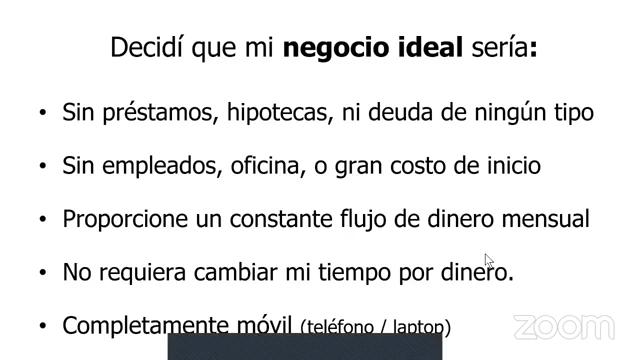 Decidí que mi negocio ideal sería:
• Sin préstamos, hipotecas, ni deuda de ningún tipo
• Sin empleados, oficina, o gran costo de inicio
• Proporcione un constante flujo de dinero mensual
• No requiera cambiar mi tiempo por dinero.
• Completamente móvil (teléfono / laptop)
zoom